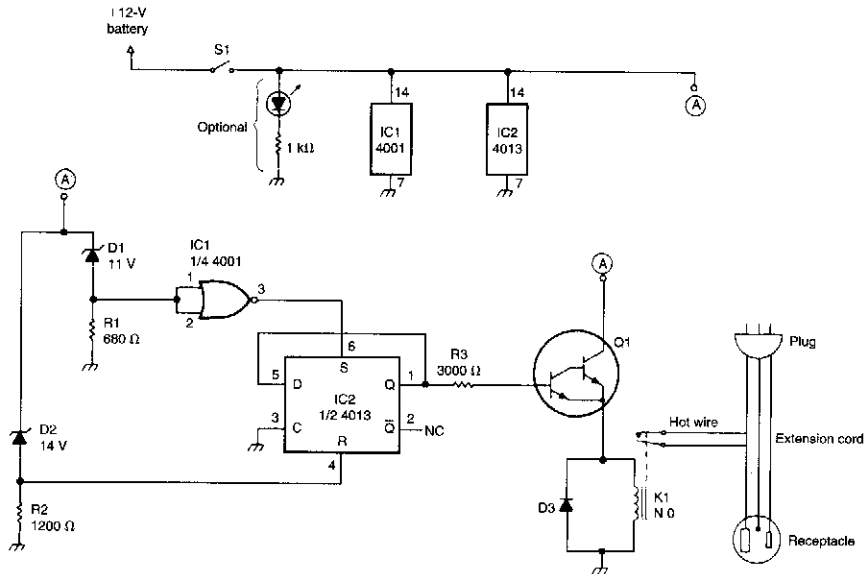 +12-V
battery
S1
Optional
1 kΩ
14
IC1
4001
7
14
IC2
4013
7
A
A
D1
11 V
R1
680 Ω
IC1
1/4 4001
1
2
3
6
S
5
D
Q
1
IC2
1/2 4013
3
C
Q
2
NC
R
4
D2
14 V
R2
1200 Ω
R3
3000 Ω
A
Q1
D3
K1
N 0
Hot wire
Plug
Extension cord
Receptacle